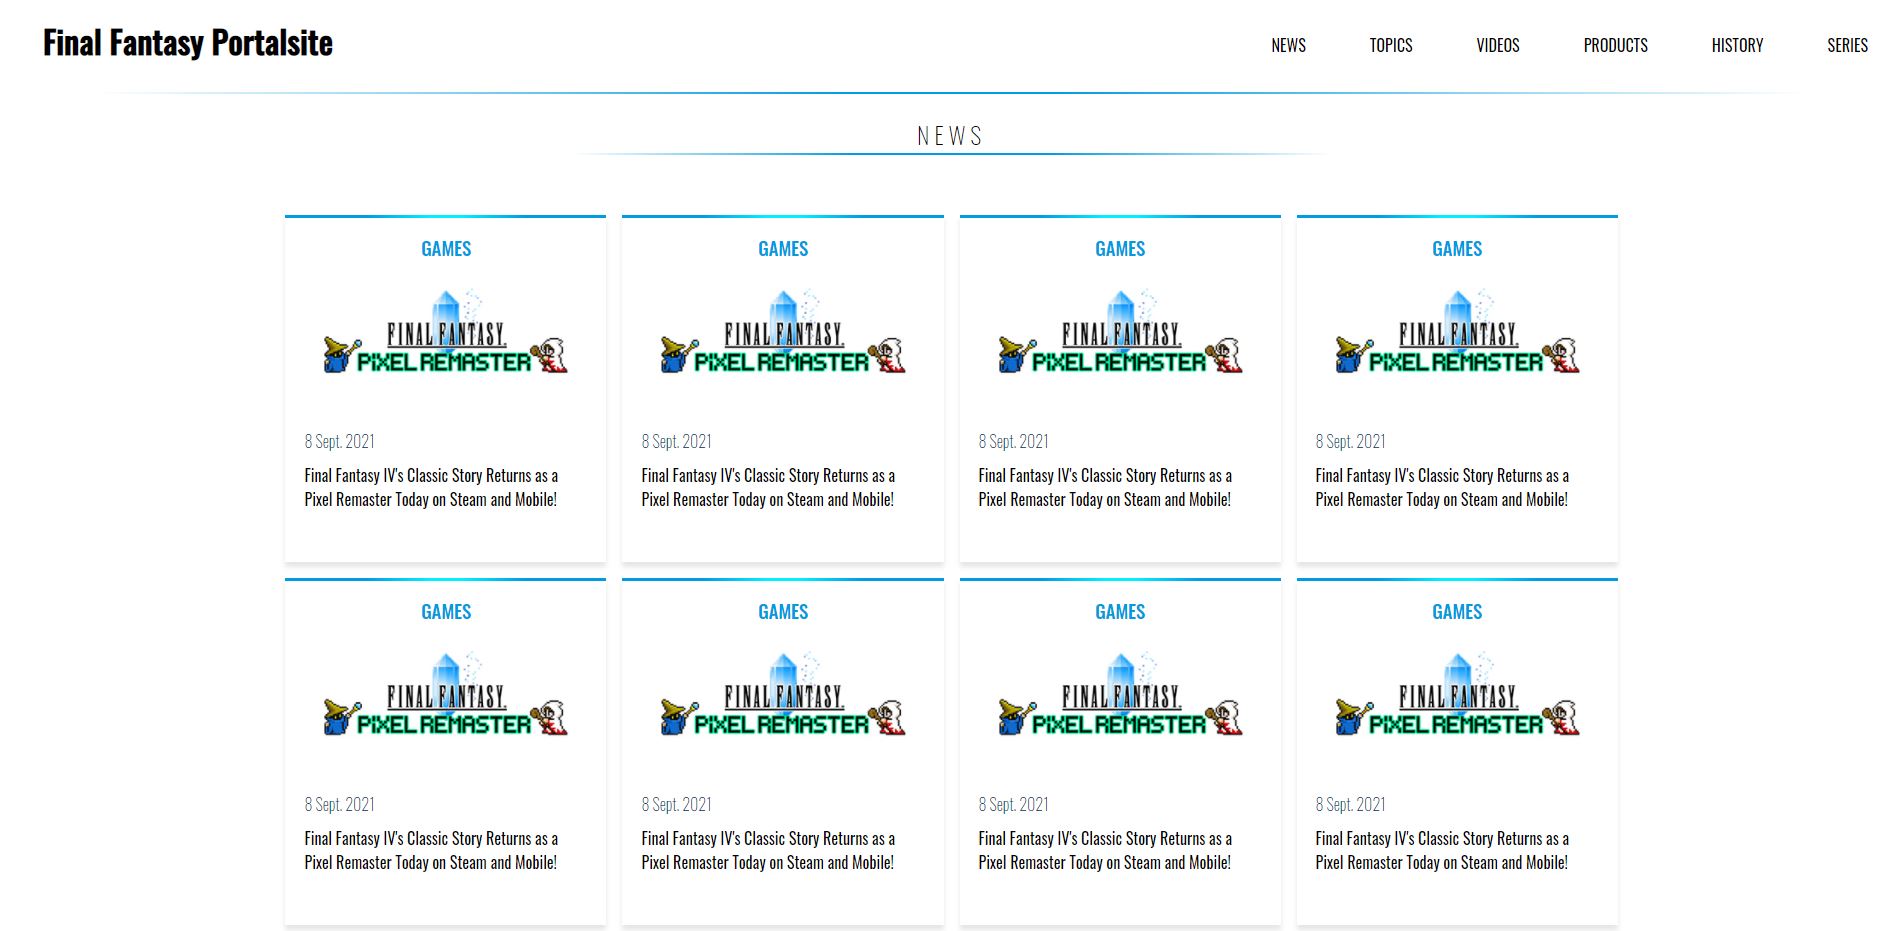 Final Fantasy Portalsite
NEWS
TOPICS
VIDEOS
PRODUCTS
HISTORY
SERIES
NEWS
GAMES
FINAL FANTASY.
PIXEL REMASTER
8 Sept. 2021
Final Fantasy IV's Classic Story Returns as a
Pixel Remaster Today on Steam and Mobile!
GAMES
FINAL FANTASY.
PIXEL REMASTER
8 Sept. 2021
Final Fantasy IV's Classic Story Returns as a
Pixel Remaster Today on Steam and Mobile!
GAMES
FINAL FANTASY.
PIXEL REMASTER
8 Sept. 2021
Final Fantasy IV's Classic Story Returns as a
Pixel Remaster Today on Steam and Mobile!
GAMES
FINAL FANTASY.
PIXEL REMASTER
8 Sept. 2021
Final Fantasy IV's Classic Story Returns as a
Pixel Remaster Today on Steam and Mobile!
GAMES
FINAL FANTASY.
PIXEL REMASTER
8 Sept. 2021
Final Fantasy IV's Classic Story Returns as a
Pixel Remaster Today on Steam and Mobile!
GAMES
FINAL FANTASY.
PIXEL REMASTER
8 Sept. 2021
Final Fantasy IV's Classic Story Returns as a
Pixel Remaster Today on Steam and Mobile!
GAMES
FINAL FANTASY.
PIXEL REMASTER
8 Sept. 2021
Final Fantasy IV's Classic Story Returns as a
Pixel Remaster Today on Steam and Mobile!
GAMES
FINAL FANTASY.
PIXEL REMASTER
8 Sept. 2021
Final Fantasy IV's Classic Story Returns as a
Pixel Remaster Today on Steam and Mobile!